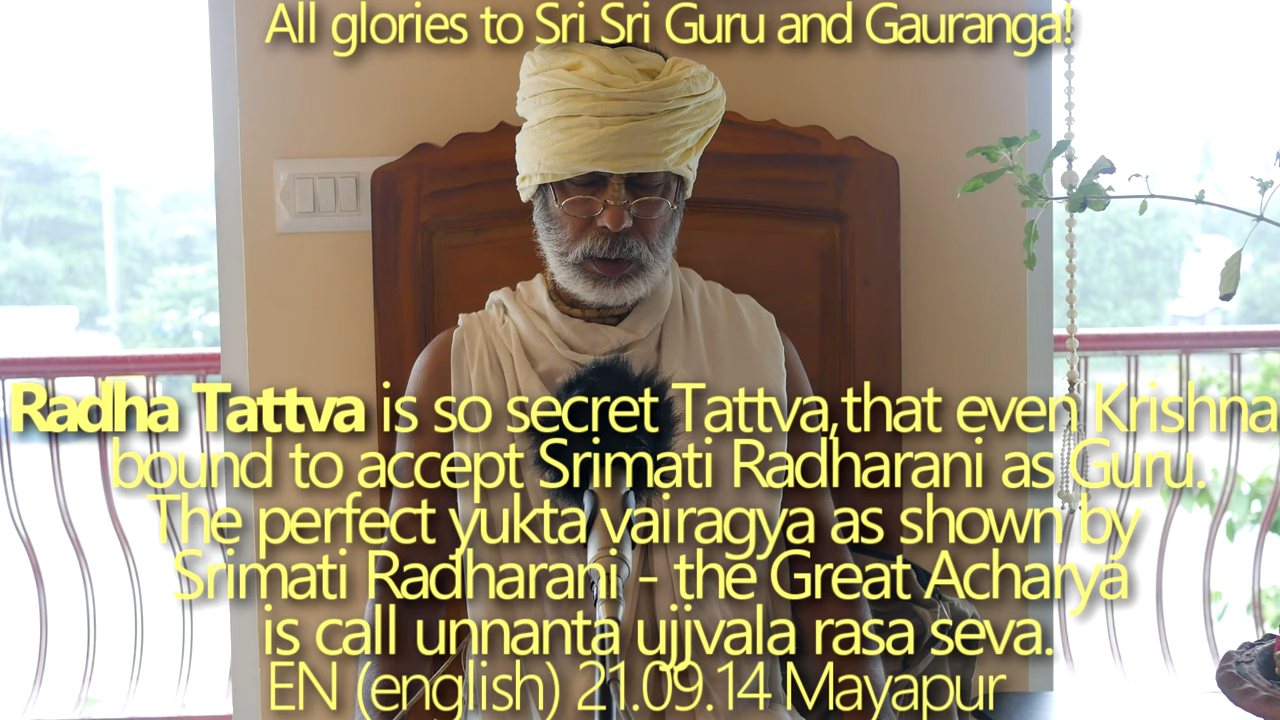 All glories to Sri Sri Guru and Gauranga!
Radha Tattva is so secret Tattva,that even Krishna
bound to accept Srimati Radharani as Guru.
The perfect yukta vairagya as shown by
Srimati Radharani - the Great Acharya
is call unnanta ujjvala rasa seva.
EN (english) 21.09.14 Mayapur